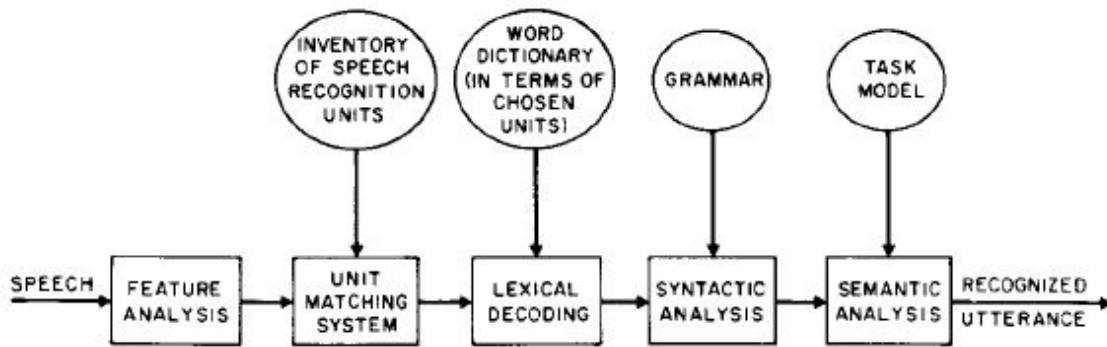 INVENTORY
OF SPEECH
RECOGNITION
UNITS
WORD
DICTIONARY
(IN TERMS OF
CHOSEN
UNITS)
GRAMMAR
TASK
MODEL
SPEECH
FEATURE
ANALYSIS
UNIT
MATCHING
SYSTEM
LEXICAL
DECODING
SYNTACTIC
ANALYSIS
SEMANTIC
ANALYSIS
RECOGNIZED
UTTERANCE